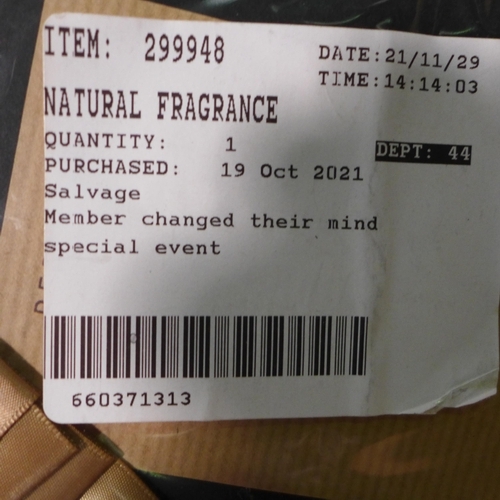 ITEM: 299948
DATE:21/11/29
TIME:14:14:03
NATURAL FRAGRANCE
QUANTITY: 1
DEPT: 44
PURCHASED: 19 Oct 2021
Salvage
Member changed their mind
special event
660371313